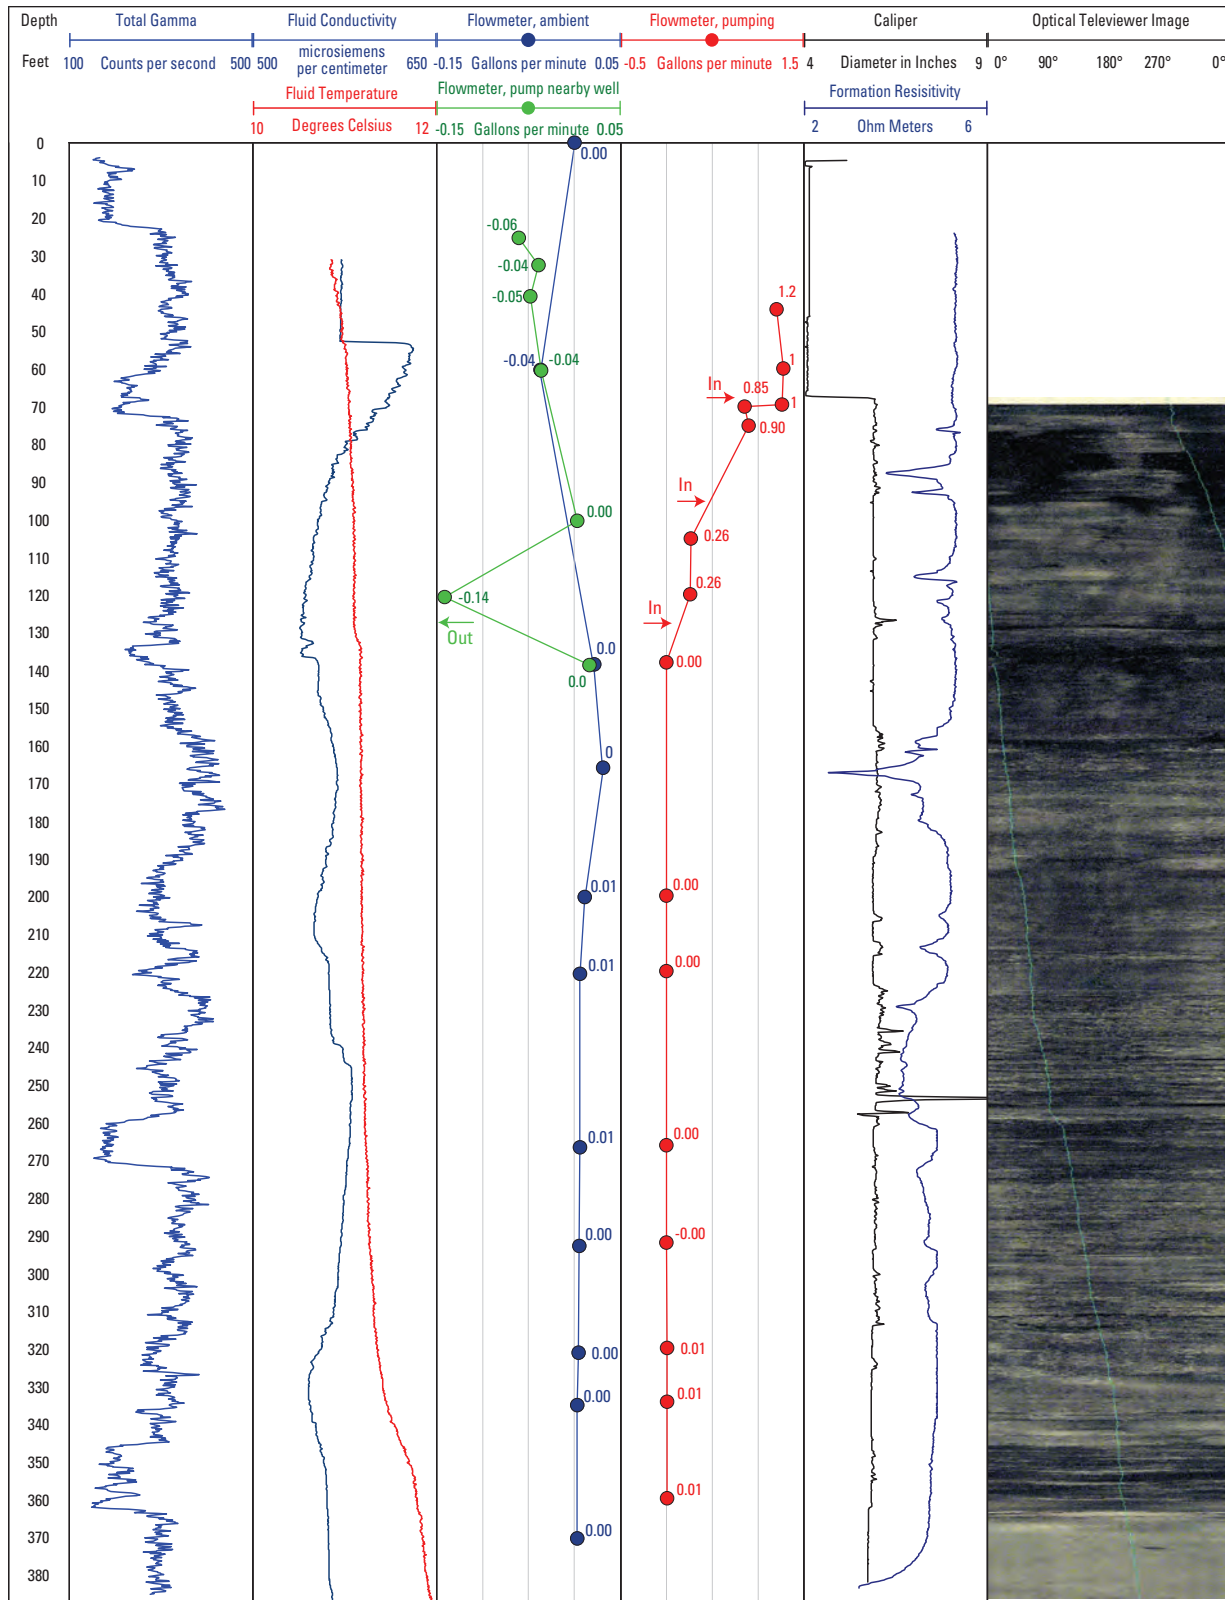 Depth Total Gamma Fluid Conductivity Flowmeter, ambient Flowmeter, pumping Caliper Optical Televiewer Image
Feet 100 Counts per second 500 500 microsiemens per centimeter 650 -0.15 Gallons per minute 0.05 -0.5 Gallons per minute 1.5 4 Diameter in Inches 9 0° 90° 180° 270° 0°
Fluid Temperature Flowmeter, pump nearby well Formation Resisitivity
10 Degrees Celsius 12 -0.15 Gallons per minute 0.05 2 Ohm Meters 6
0
0.00
10
20
-0.06
30
-0.04
40
-0.05 1.2
50
60 -0.04 -0.04 1
In 0.85
70 1
0.90
80
90
In
100 0.00
0.26
110
120 -0.14 0.26
In
130 Out
0.0
140 0.0 0.00
150
160 0
170
180
190
200 0.01 0.00
210
220 0.01 0.00
230
240
250
260
0.01 0.00
270
280
290 0.00 -0.00
300
310
320 0.00 0.01
330
0.00 0.01
340
350
360 0.01
370 0.00
380